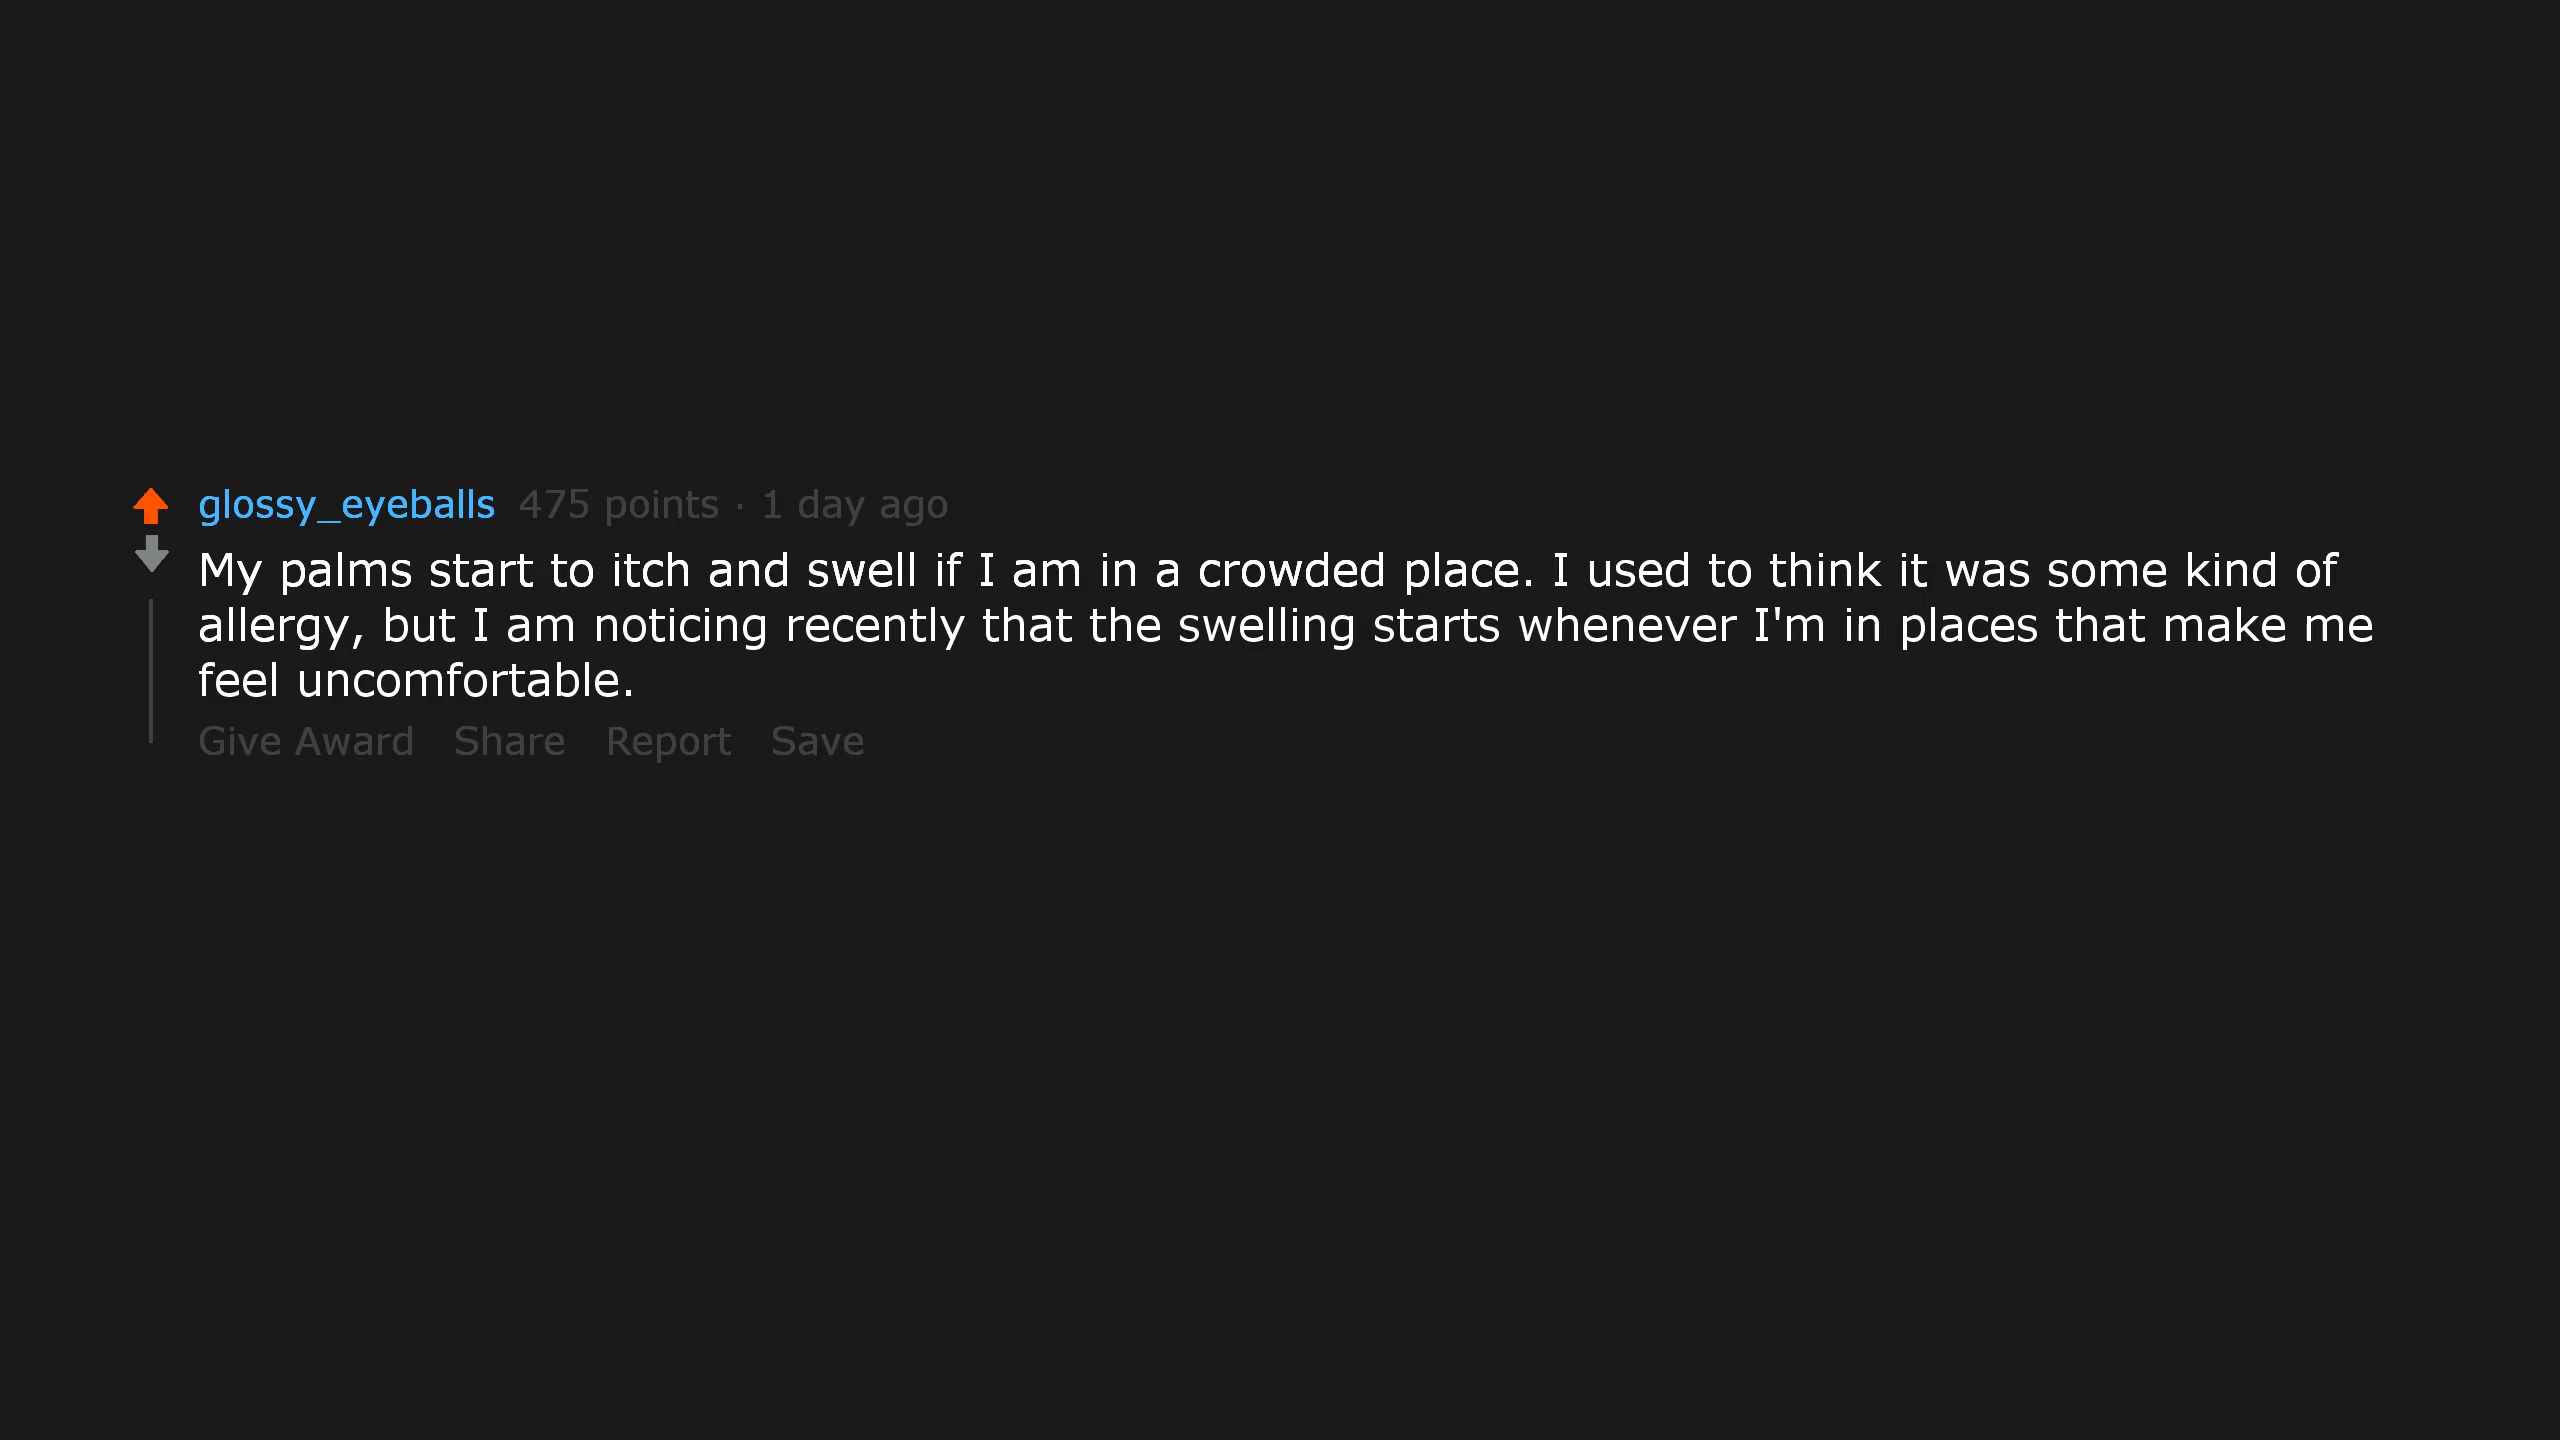 glossy_eyeballs 475 points · 1 day ago
My palms start to itch and swell if I am in a crowded place. I used to think it was some kind of
allergy, but I am noticing recently that the swelling starts whenever I'm in places that make me
feel uncomfortable.
Give Award Share Report Save